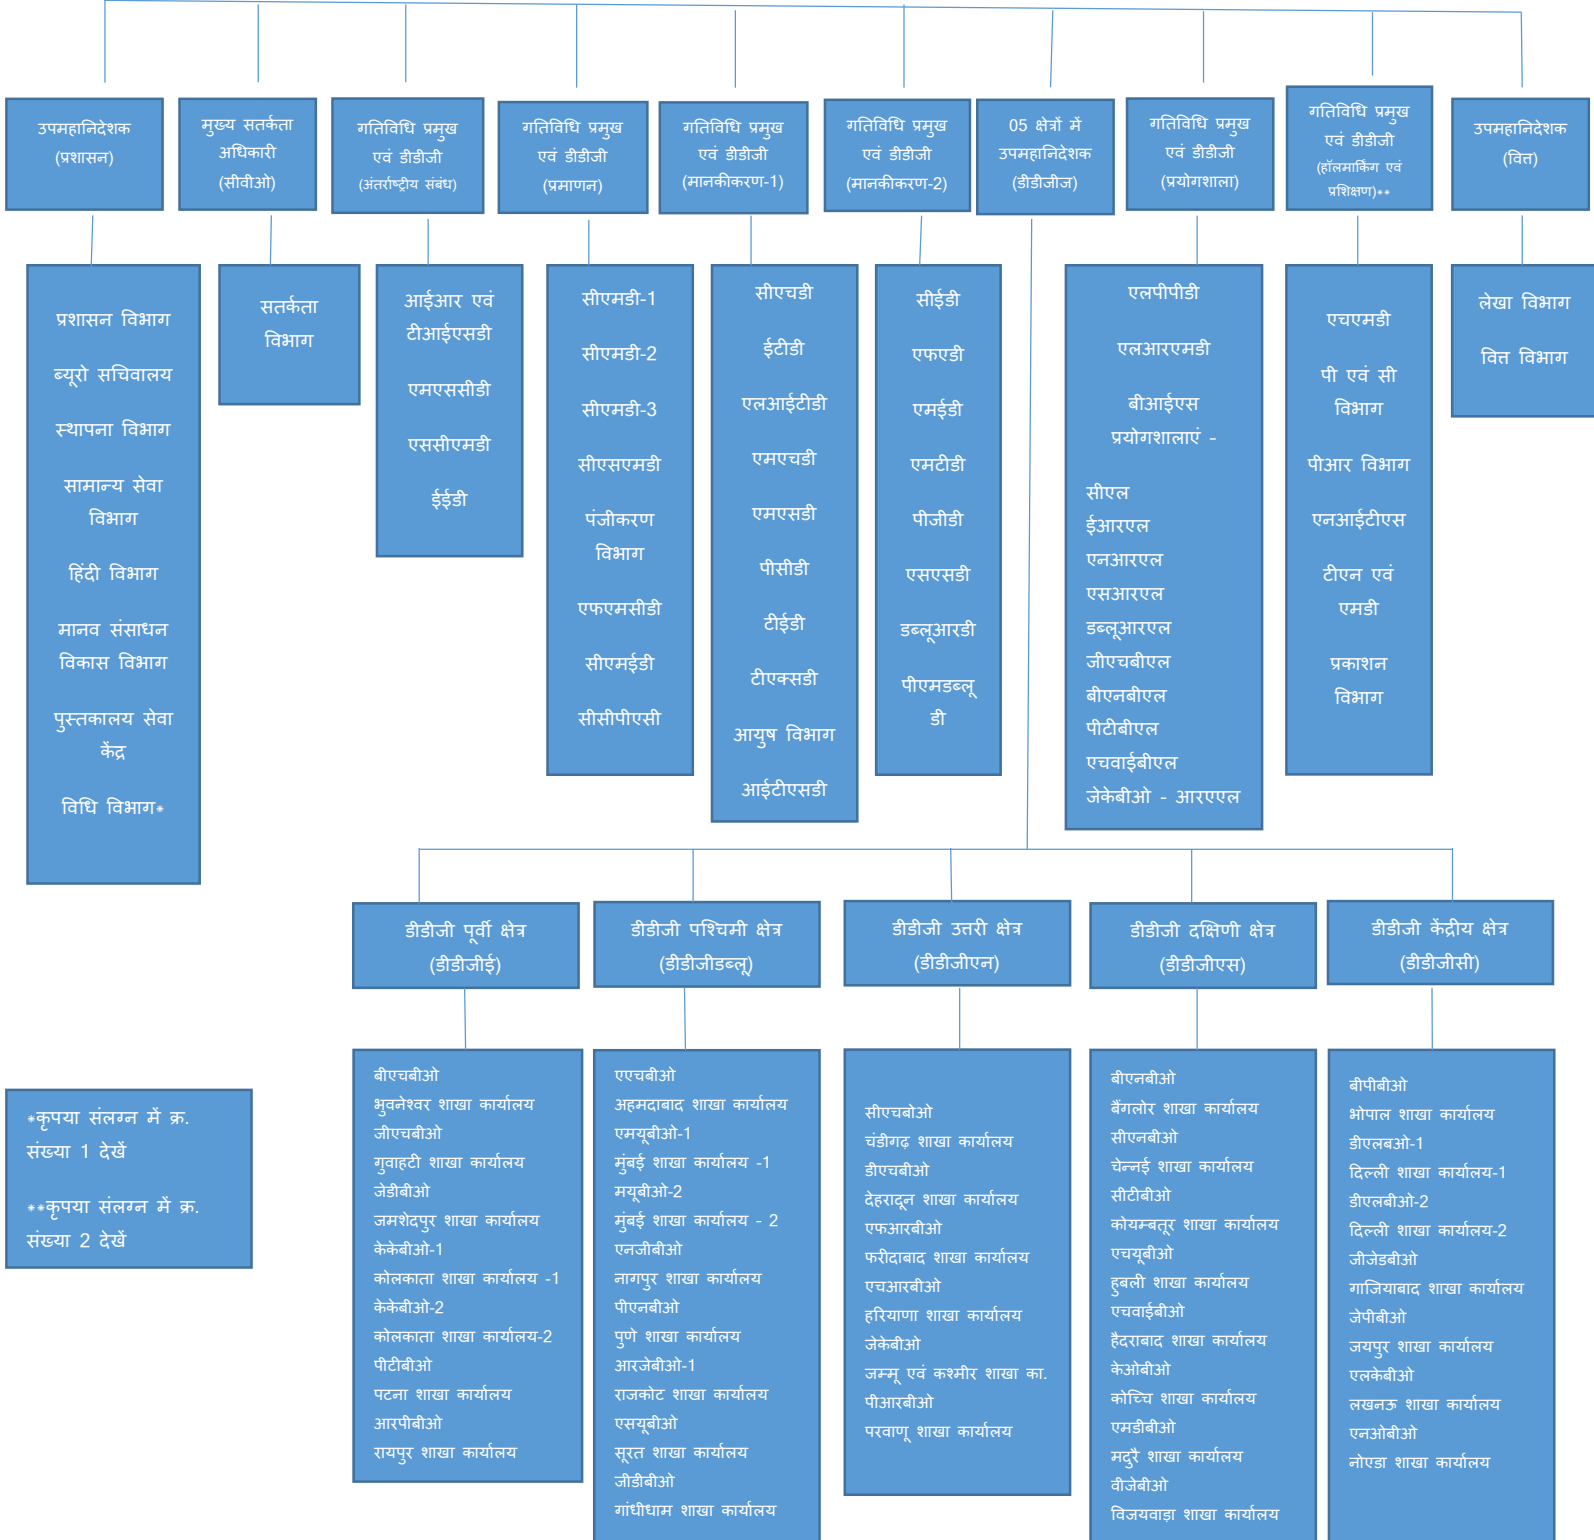 उपमहानिदेशक
(प्रशासन)
मुख्य सतर्कता
अधिकारी
(सीवीओ)
गतिविधि प्रमुख
एवं डीडीजी
(अंतर्राष्ट्रीय संबंध)
गतिविधि प्रमुख
एवं डीडीजी
(प्रमाणन)
गतिविधि प्रमुख
एवं डीडीजी
(मानकीकरण-1)
गतिविधि प्रमुख
एवं डीडीजी
(मानकीकरण-2)
05 क्षेत्रों में
उपमहानिदेशक
(डीडीजीज)
गतिविधि प्रमुख
एवं डीडीजी
(प्रयोगशाला)
गतिविधि प्रमुख
एवं डीडीजी
(हॉलमार्किंग एवं
प्रशिक्षण)**
उपमहानिदेशक
(वित्त)
प्रशासन विभाग
ब्यूरो सचिवालय
स्थापना विभाग
सामान्य सेवा
विभाग
हिंदी विभाग
मानव संसाधन
विकास विभाग
पुस्तकालय सेवा
केंद्र
विधि विभाग*
सतर्कता
विभाग
आईआर एवं
टीआईएसडी
एमएससीडी
एससीएमडी
ईईडी
सीएमडी-1
सीएमडी-2
सीएमडी-3
सीएसएमडी
पंजीकरण
विभाग
एफएमसीडी
सीएमईडी
सीसीपीएसी
सीएचडी
ईटीडी
एलआईटीडी
एमएचडी
एमएसडी
पीसीडी
टीईडी
टीएक्सडी
आयुष विभाग
आईटीएसडी
सीईडी
एफएडी
एमईडी
एमटीडी
पीजीडी
एसएसडी
डब्लूआरडी
पीएमडब्लू
डी
एलपीपीडी
एलआरएमडी
बीआईएस
प्रयोगशालाएं -
सीएल
ईआरएल
एनआरएल
एसआरएल
डब्लूआरएल
जीएचबीएल
बीएनबीएल
पीटीबीएल
एचवाईबीएल
जेकेबीओ - आरएएल
एचएमडी
पी एवं सी
विभाग
पीआर विभाग
एनआईटीएस
टीएन एवं
एमडी
प्रकाशन
विभाग
लेखा विभाग
वित्त विभाग
डीडीजी पूर्वी क्षेत्र
(डीडीजीई)
डीडीजी पश्चिमी क्षेत्र
(डीडीजीडब्लू)
डीडीजी उत्तरी क्षेत्र
(डीडीजीएन)
डीडीजी दक्षिणी क्षेत्र
(डीडीजीएस)
डीडीजी केंद्रीय क्षेत्र
(डीडीजीसी)
*कृपया संलग्न में क्र.
संख्या 1 देखें
**कृपया संलग्न में क्र.
संख्या 2 देखें
बीएचबीओ
भुवनेश्वर शाखा कार्यालय
जीएचबीओ
गुवाहटी शाखा कार्यालय
जेडीबीओ
जमशेदपुर शाखा कार्यालय
केकेबीओ-1
कोलकाता शाखा कार्यालय -1
केकेबीओ-2
कोलकाता शाखा कार्यालय-2
पीटीबीओ
पटना शाखा कार्यालय
आरपीबीओ
रायपुर शाखा कार्यालय
एएचबीओ
अहमदाबाद शाखा कार्यालय
एमयूबीओ-1
मुंबई शाखा कार्यालय -1
मयूबीओ-2
मुंबई शाखा कार्यालय - 2
एनजीबीओ
नागपुर शाखा कार्यालय
पीएनबीओ
पुणे शाखा कार्यालय
आरजेबीओ-1
राजकोट शाखा कार्यालय
एसयूबीओ
सूरत शाखा कार्यालय
जीडीबीओ
गांधीधाम शाखा कार्यालय
सीएचबोओ
चंडीगढ़ शाखा कार्यालय
डीएचबीओ
देहरादून शाखा कार्यालय
एफआरबीओ
फरीदाबाद शाखा कार्यालय
एचआरबीओ
हरियाणा शाखा कार्यालय
जेकेबीओ
जम्मू एवं कश्मीर शाखा का.
पीआरबीओ
परवाणू शाखा कार्यालय
बीएनबीओ
बैंगलोर शाखा कार्यालय
सीएनबीओ
चेन्नई शाखा कार्यालय
सीटीबीओ
कोयम्बतूर शाखा कार्यालय
एचयूबीओ
हुबली शाखा कार्यालय
एचवाईबीओ
हैदराबाद शाखा कार्यालय
केओबीओ
कोच्चि शाखा कार्यालय
एमडीबीओ
मदुरै शाखा कार्यालय
वीजेबीओ
विजयवाड़ा शाखा कार्यालय
बीपीबीओ
भोपाल शाखा कार्यालय
डीएलबओ-1
दिल्ली शाखा कार्यालय-1
डीएलबीओ-2
दिल्ली शाखा कार्यालय-2
जीजेडबीओ
गाजियाबाद शाखा कार्यालय
जेपीबीओ
जयपुर शाखा कार्यालय
एलकेबीओ
लखनऊ शाखा कार्यालय
एनओबीओ
नोएडा शाखा कार्यालय